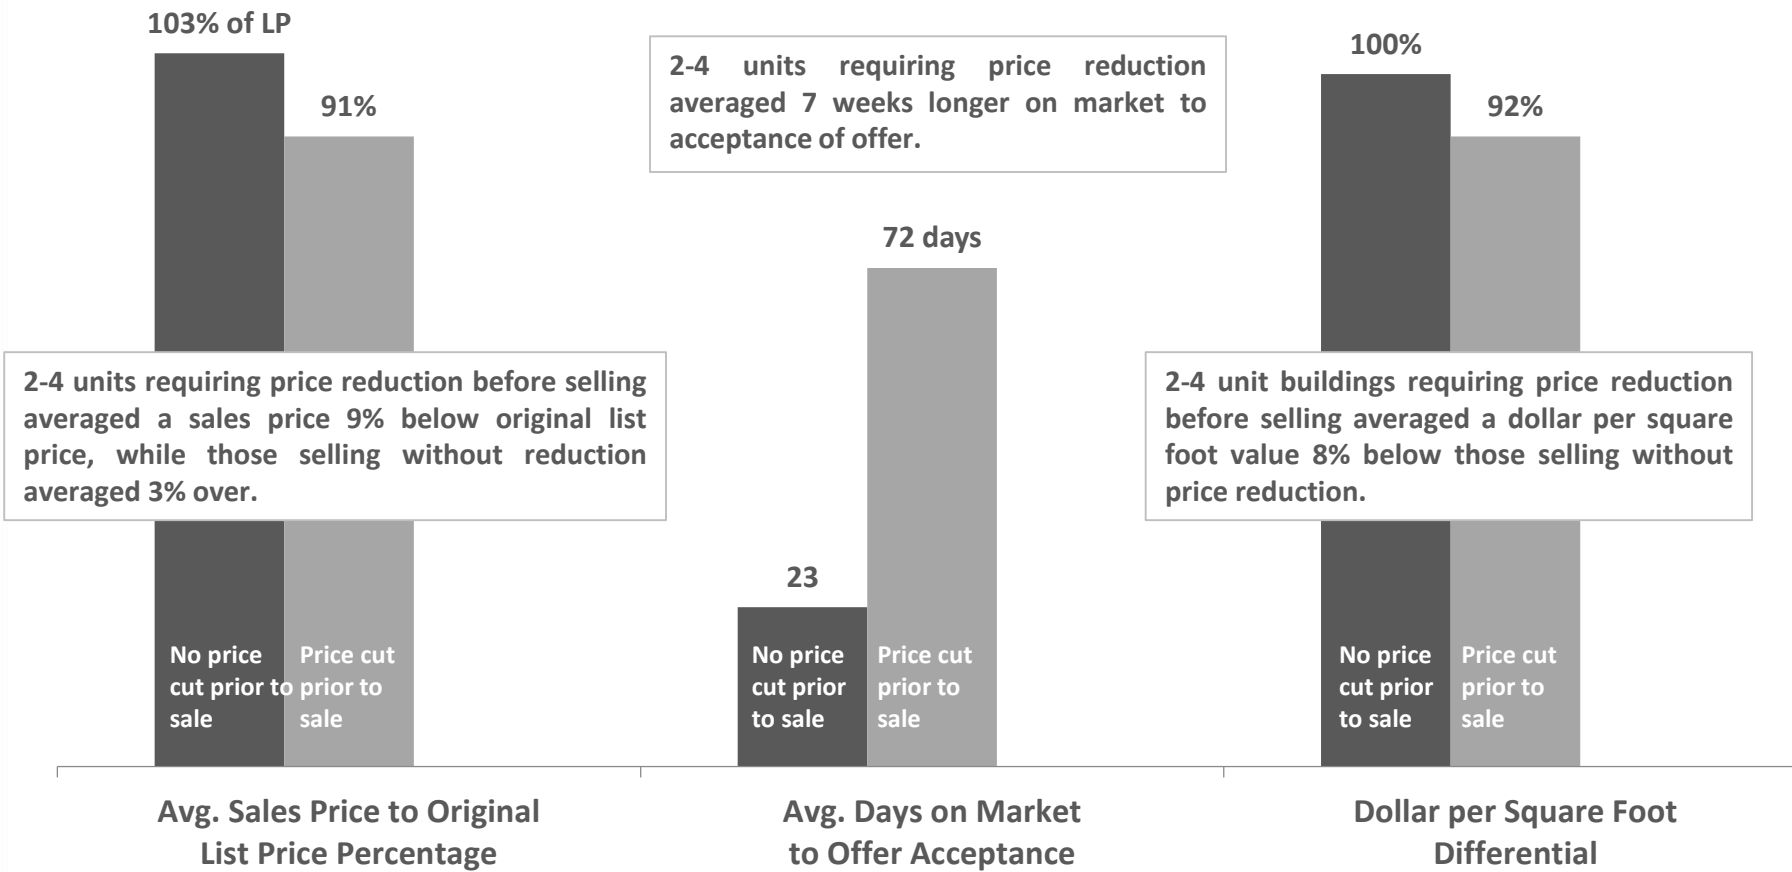 103% of LP
91%
2-4 units requiring price reduction before selling
averaged a sales price 9% below original list
price, while those selling without reduction
averaged 3% over.
No price
cut prior to
sale
Price cut
prior to
sale
Avg. Sales Price to Original
List Price Percentage
2-4 units requiring price reduction
averaged 7 weeks longer on market to
acceptance of offer.
72 days
23
No price
cut prior
to sale
Price cut
prior to
sale
Avg. Days on Market
to Offer Acceptance
100%
92%
2-4 unit buildings requiring price reduction
before selling averaged a dollar per square
foot value 8% below those selling without
price reduction.
No price
cut prior
to sale
Price cut
prior to
sale
Dollar per Square Foot
Differential